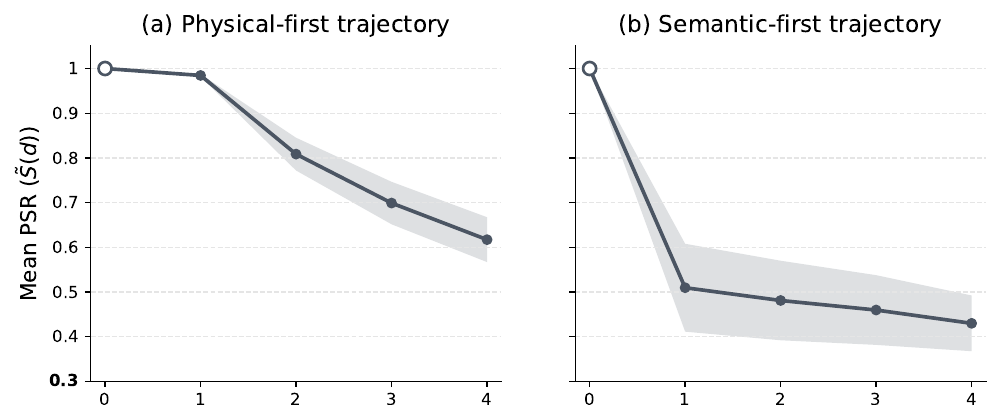 (a) Physical-first trajectory
(b) Semantic-first trajectory
Mean PSR (S̃(d))
1
0.9
0.8
0.7
0.6
0.5
0.4
0.3
0 1 2 3 4
0 1 2 3 4